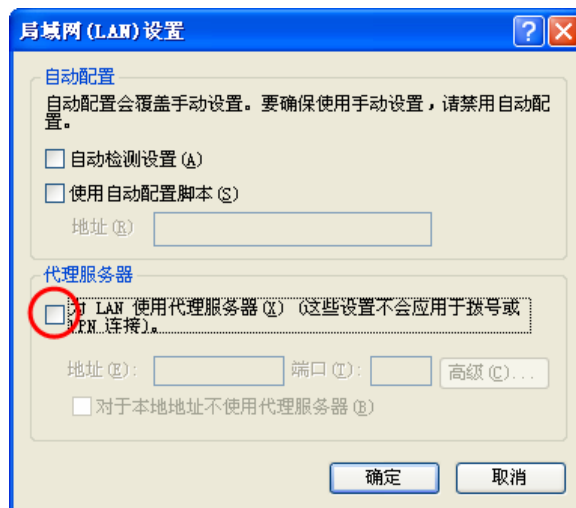 局域网(LAN)设置
自动配置
自动配置会覆盖手动设置。要确保使用手动设置，请禁用自动配
置。
自动检测设置(A)
使用自动配置脚本(S)
地址(R)
代理服务器
对 LAN 使用代理服务器(X) (这些设置不会应用于拨号或
VPN 连接)。
地址(E): 端口(T): 高级(C)...
对于本地地址不使用代理服务器(B)
确定 取消